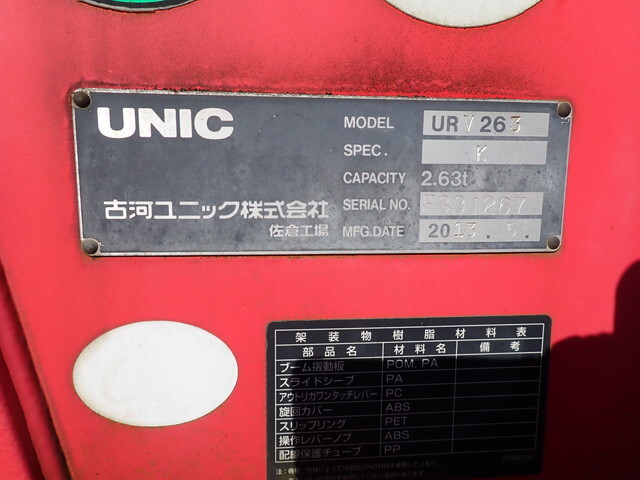 UNIC
MODEL URV263
SPEC. K
CAPACITY 2.63t
古河ユニック株式会社
SERIAL NO.
佐倉工場
MFG.DATE 2013. 5.
架装物樹脂材料表
部品名 材料名 備考
ブーム摺動板 POM, PA
スライドシーブ PA
アウトリガワンタッチレバー PC
旋回カバー ABS
スリップリング PET
操作レバーノブ ABS
配線保護チューブ PP